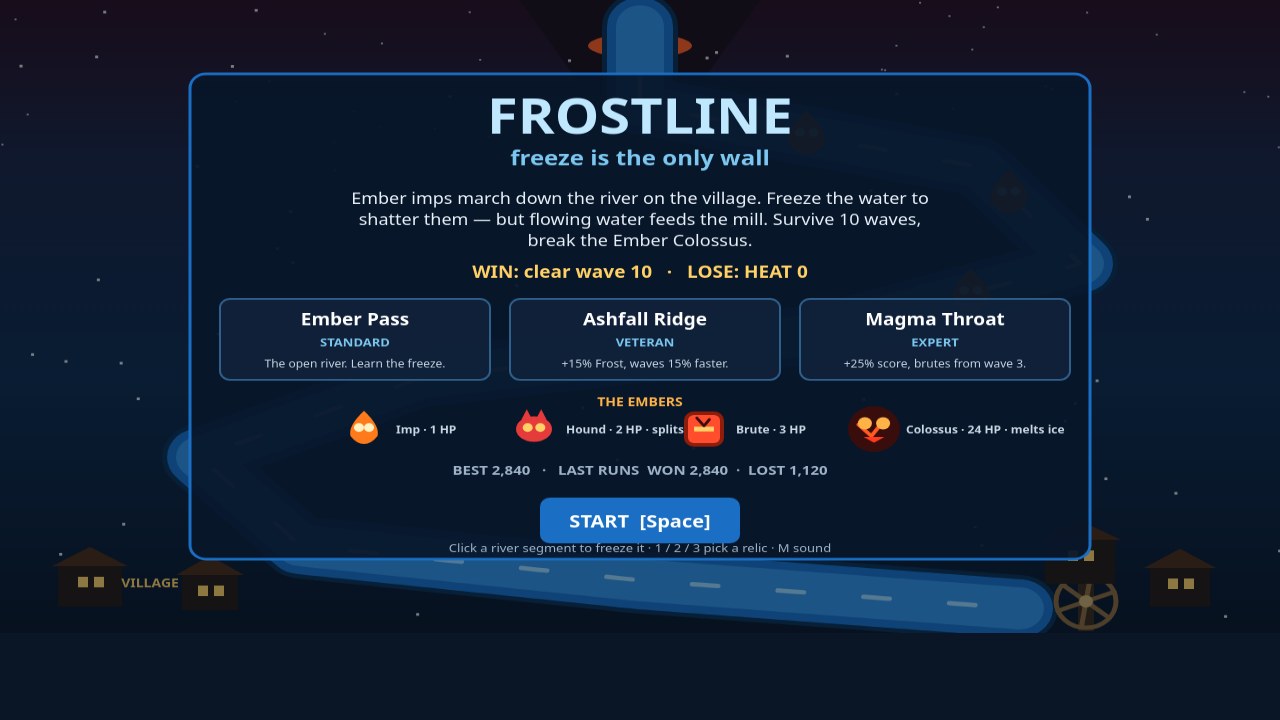 FROSTLINE
freeze is the only wall
Ember imps march down the river on the village. Freeze the water to
shatter them — but flowing water feeds the mill. Survive 10 waves,
break the Ember Colossus.
WIN: clear wave 10 · LOSE: HEAT 0
Ember Pass
STANDARD
The open river. Learn the freeze.
Ashfall Ridge
VETERAN
+15% Frost, waves 15% faster.
Magma Throat
EXPERT
+25% score, brutes from wave 3.
THE EMBERS
Imp · 1 HP
Hound · 2 HP · splits
Brute · 3 HP
Colossus · 24 HP · melts ice
BEST 2,840 · LAST RUNS WON 2,840 · LOST 1,120
START [Space]
Click a river segment to freeze it · 1 / 2 / 3 pick a relic · M sound
VILLAGE